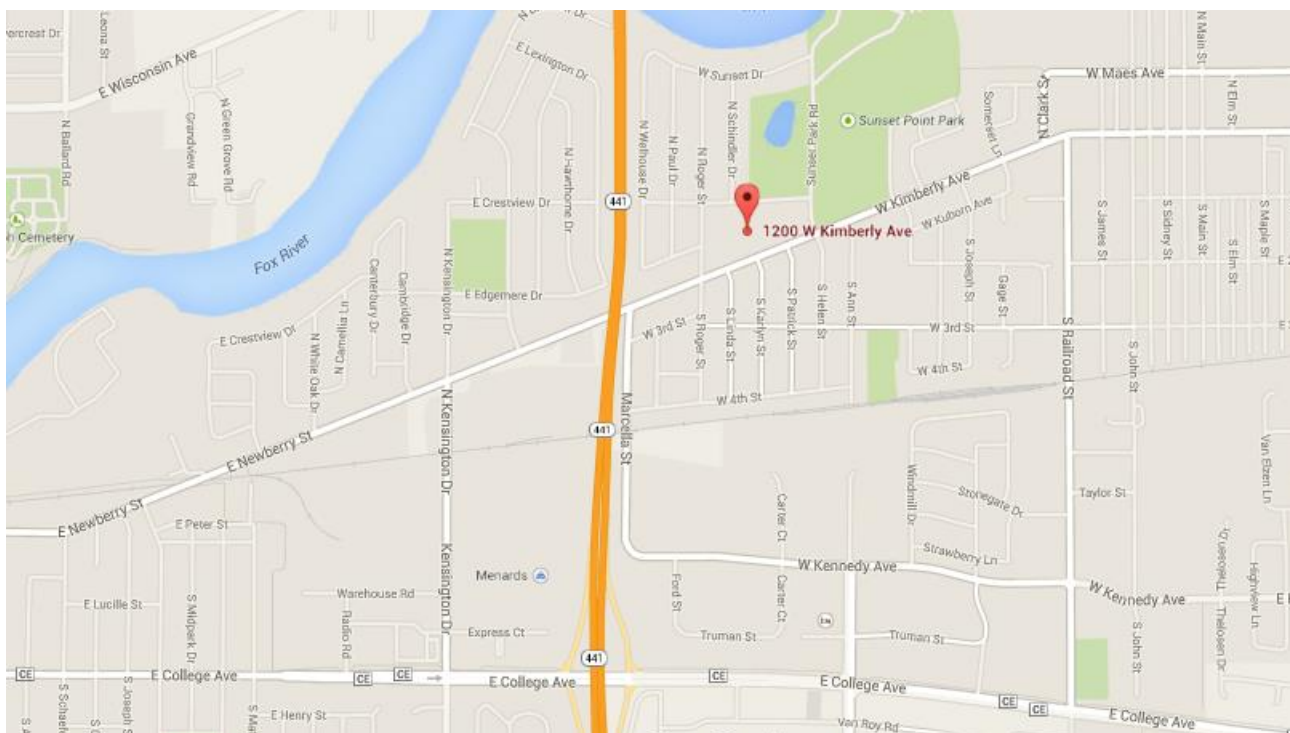 E Wisconsin Ave
Leona St
N Ballard Rd
Grandview Rd
N Green Grove Rd
Fox River
E Lexington Dr
N Hawthorne Dr
E Crestview Dr
441
N Welhouse Dr
N Paul Dr
N Roger St
N Schindler Dr
W Sunset Dr
Sunset Park Rd
Sunset Point Park
W Kimberly Ave
1200 W Kimberly Ave
W Kuborn Ave
Somerset Ln
N Clark St
W Maes Ave
N Main St
N Elm St
S James St
S Sidney St
S Main St
S Elm St
S Maple St
E 2
S Joseph St
Gage St
N Kensington Dr
E Edgemere Dr
Canterbury Dr
Cambridge Dr
E Crestview Dr
N White Oak Dr
W 3rd St
S Roger St
S Linda St
S Karlyn St
S Patrick St
S Helen St
S Ann St
W 3rd St
W 4th St
W 4th St
S Railroad St
S John St
Marcella St
441
E Newberry St
E Newberry St
N Kensington Dr
Kensington Dr
E Peter St
E Lucille St
S Midpark Dr
Menards
Warehouse Rd
Radio Rd
Express Ct
Carter Ct
Carter Ct
Ford St
Truman St
Truman St
W Kennedy Ave
W Kennedy Ave
Windmill Dr
Stonegate Dr
Strawberry Ln
Taylor St
Van Elzen Ln
Thelosen Dr
Highview Ln
S John St
CE
E College Ave
CE
CE
441
E College Ave
CE
E College Ave
CE
CE
E College Ave
E Henry St
S Joseph St
Van Roy Rd